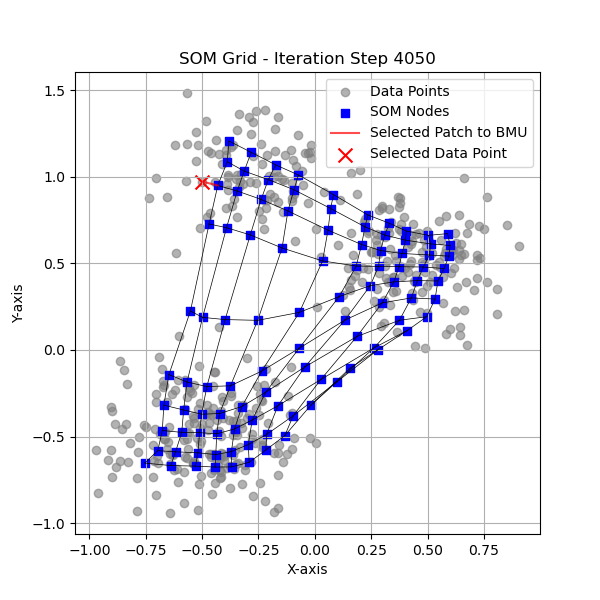 SOM Grid - Iteration Step 4050
Data Points
SOM Nodes
Selected Patch to BMU
Selected Data Point
Y-axis
1.5
1.0
0.5
0.0
−0.5
−1.0
−1.00 −0.75 −0.50 −0.25 0.00 0.25 0.50 0.75
X-axis